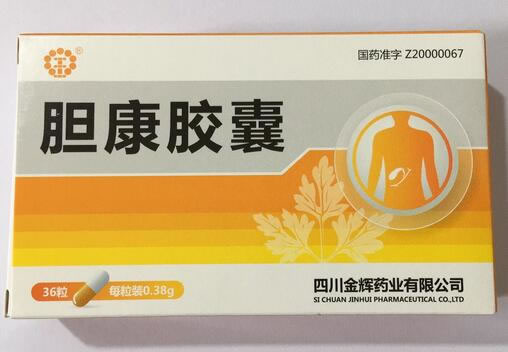 国药准字 Z20000067
胆康胶囊
36粒 每粒装0.38g
四川金辉药业有限公司
SI CHUAN JINHUI PHARMACEUTICAL CO.,LTD